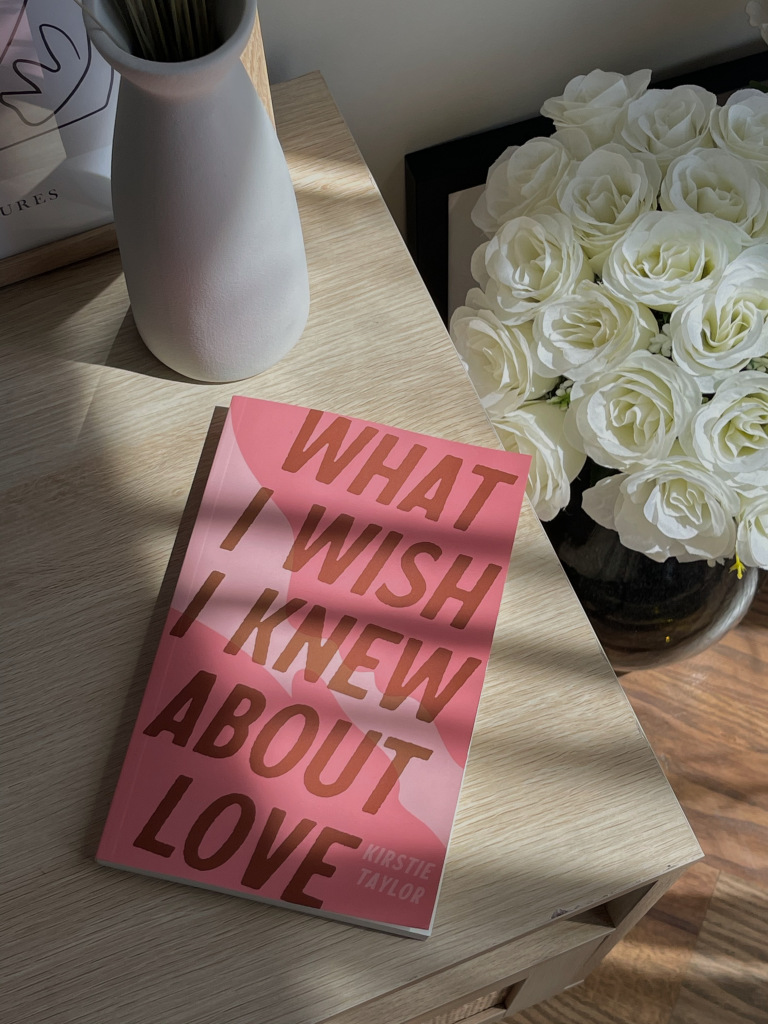 URES
WHAT
I WISH
I KNEW
ABOUT
LOVE
KIRSTIE
TAYLOR